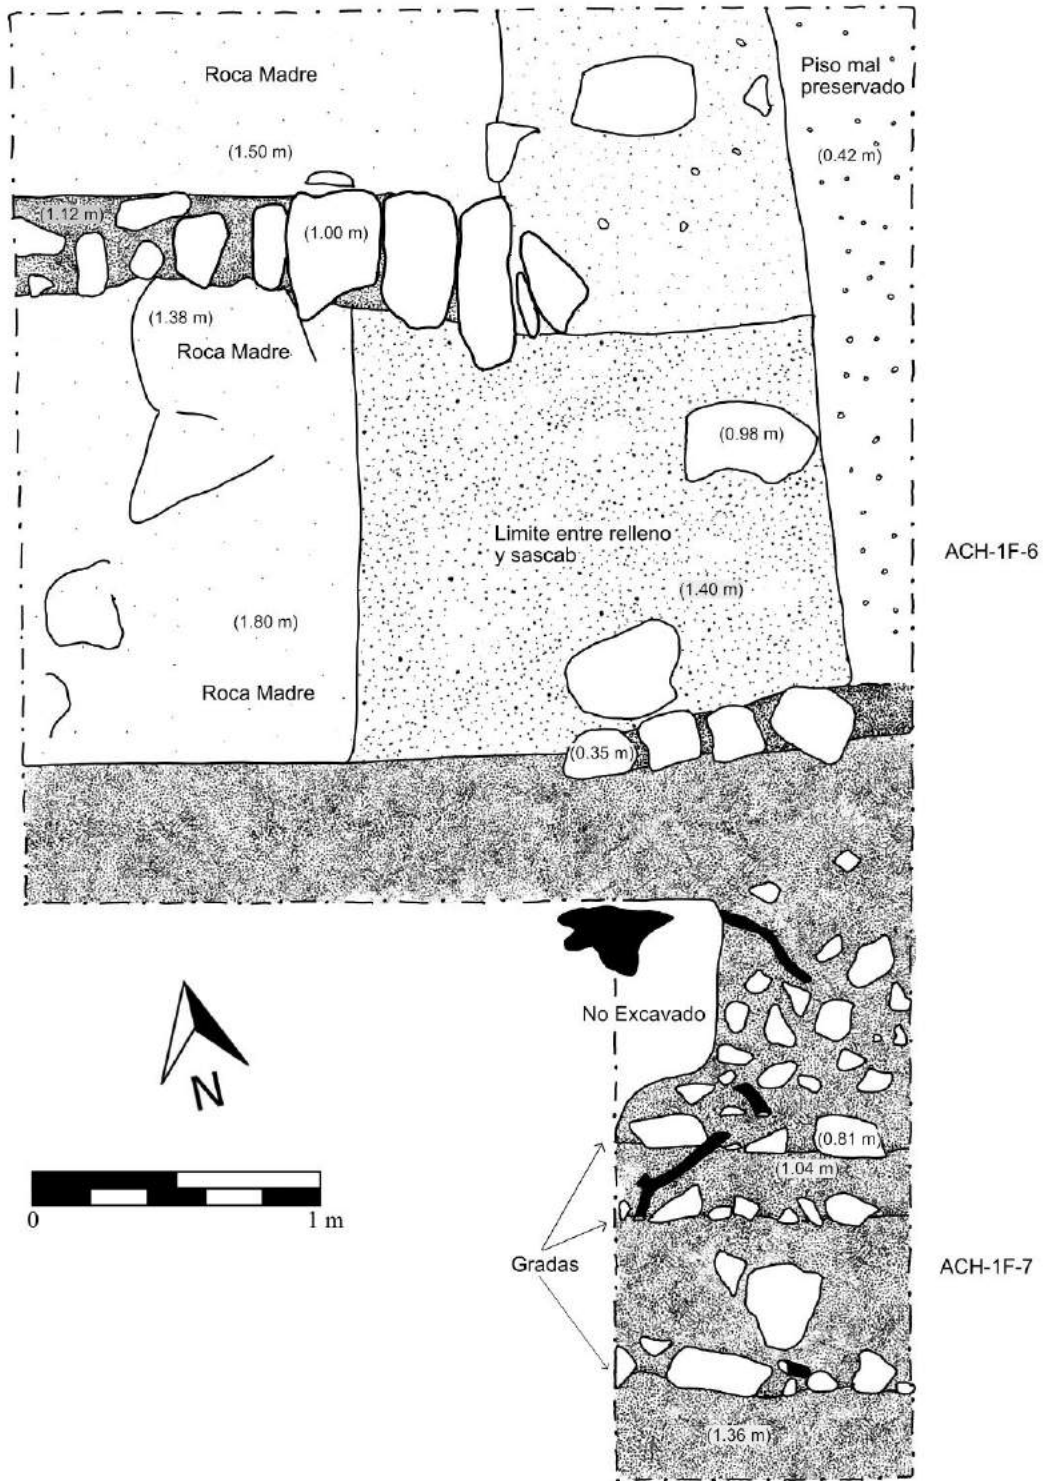 Roca Madre
Piso mal
preservado
(1.50 m)
(0.42 m)
(1.12 m)
(1.00 m)
(1.38 m)
Roca Madre
(0.98 m)
Limite entre relleno
y sascab
ACH-1F-6
(1.40 m)
(1.80 m)
Roca Madre
(0.35 m)
No Excavado
N
(0.81 m)
(1.04 m)
0
1 m
Gradas
ACH-1F-7
(1.36 m)